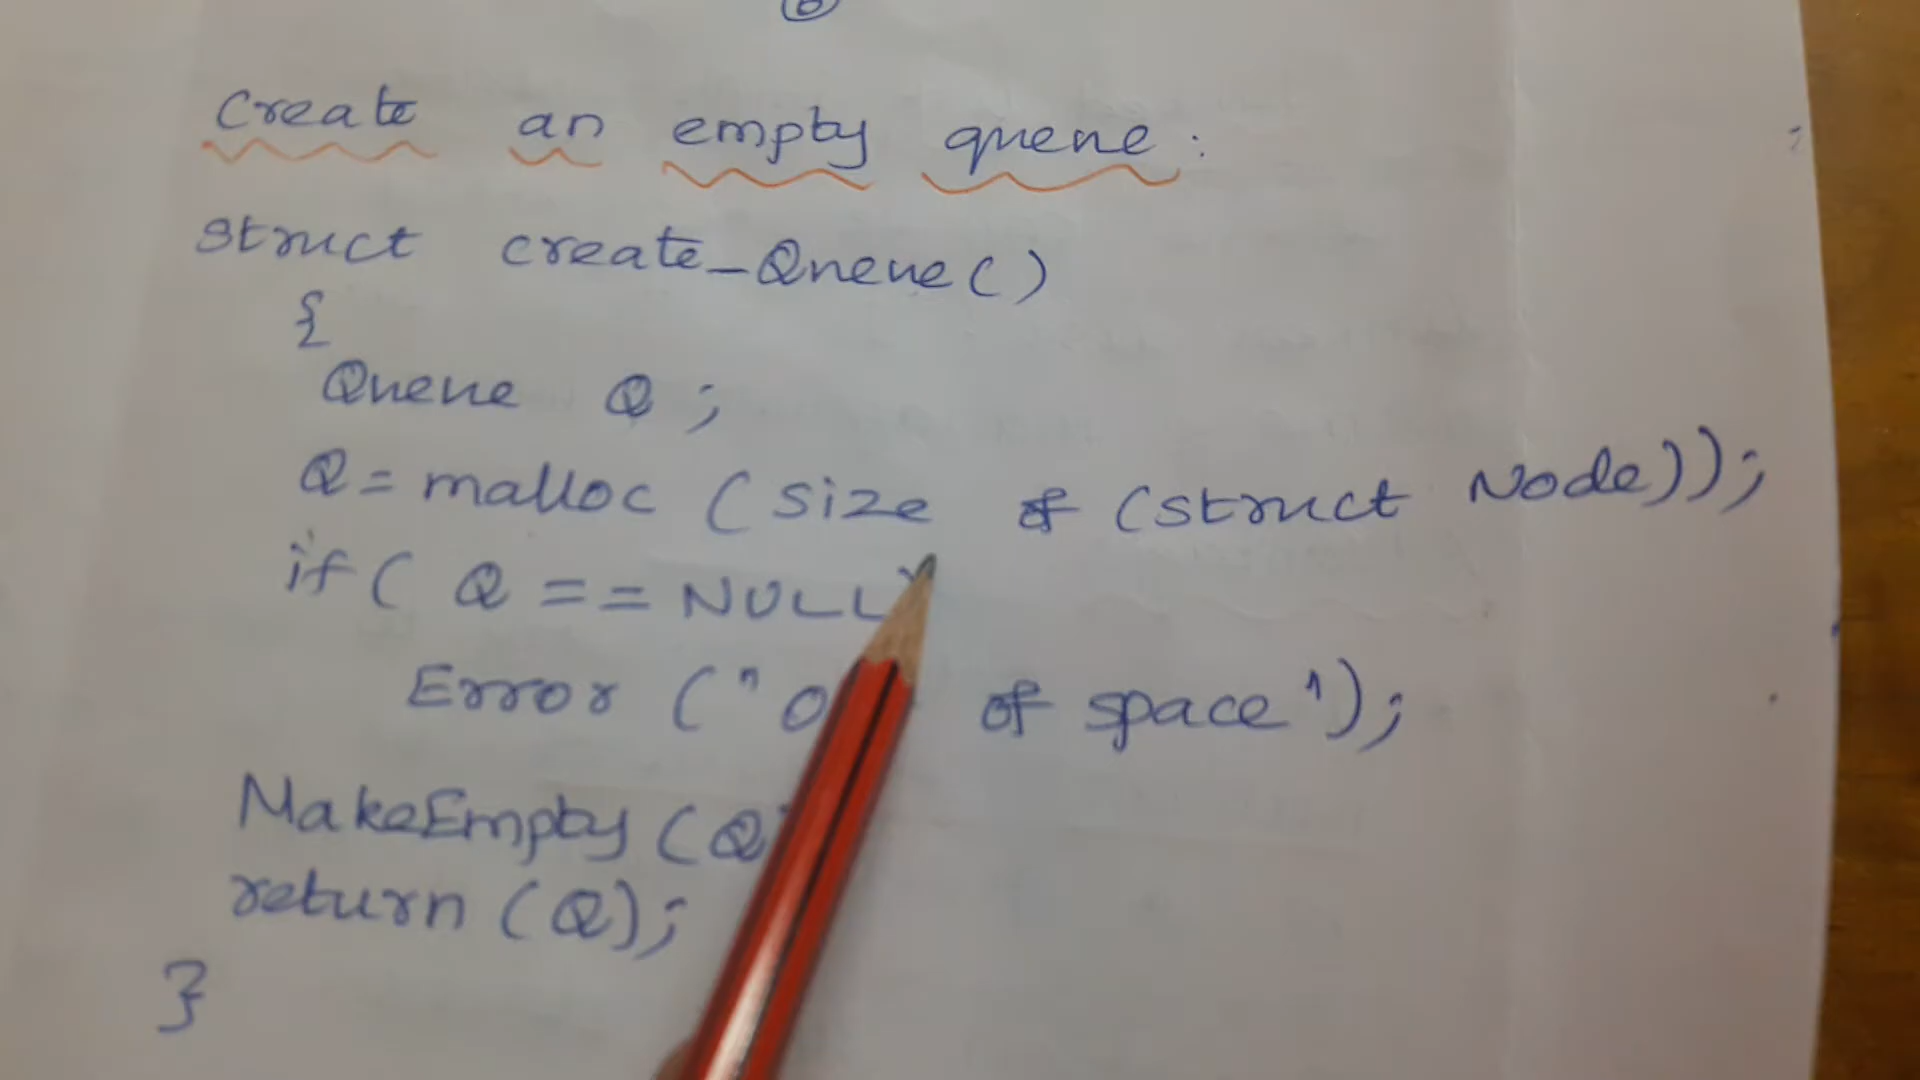 6
Create an empty queue:
struct create_Queue()
{
Queue Q;
Q = malloc (size of (struct Node));
if( Q == NULL)
Error (" of space");
MakeEmpty (Q
return (Q);
}